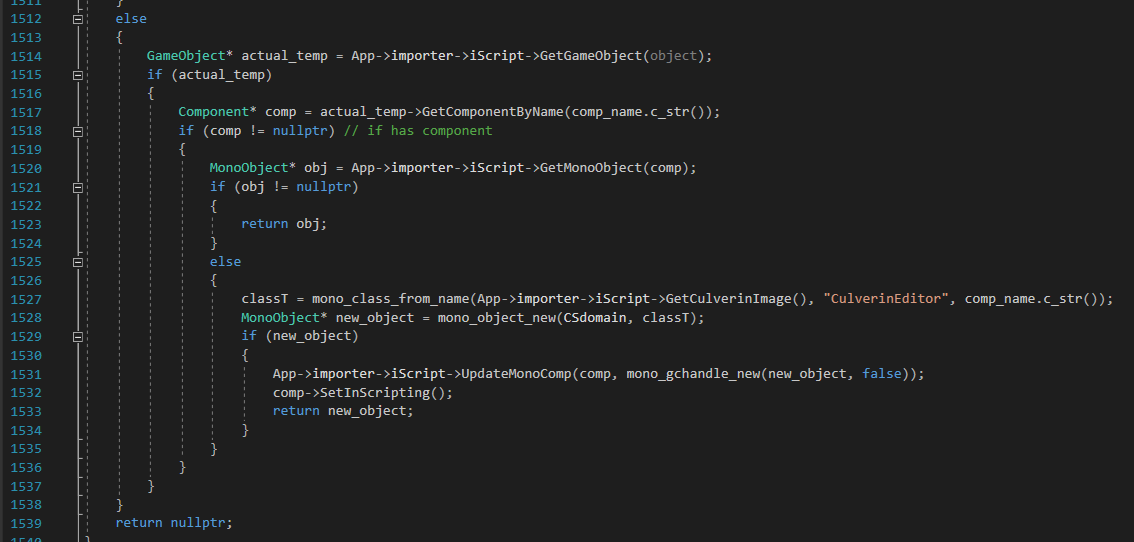 1511 }
1512 else
1513 {
1514 GameObject* actual_temp = App->importer->iScript->GetGameObject(object);
1515 if (actual_temp)
1516 {
1517 Component* comp = actual_temp->GetComponentByName(comp_name.c_str());
1518 if (comp != nullptr) // if has component
1519 {
1520 MonoObject* obj = App->importer->iScript->GetMonoObject(comp);
1521 if (obj != nullptr)
1522 {
1523 return obj;
1524 }
1525 else
1526 {
1527 classT = mono_class_from_name(App->importer->iScript->GetCulverinImage(), "CulverinEditor", comp_name.c_str());
1528 MonoObject* new_object = mono_object_new(CSdomain, classT);
1529 if (new_object)
1530 {
1531 App->importer->iScript->UpdateMonoComp(comp, mono_gchandle_new(new_object, false));
1532 comp->SetInScripting();
1533 return new_object;
1534 }
1535 }
1536 }
1537 }
1538 }
1539 return nullptr;
1540 }